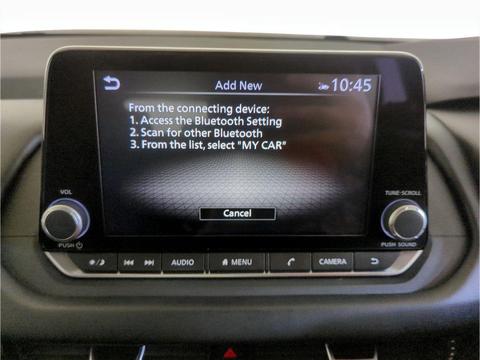 Add New
10:45
From the connecting device:
1. Access the Bluetooth Setting
2. Scan for other Bluetooth
3. From the list, select "MY CAR"
Cancel
VOL
TUNE·SCROLL
PUSH
PUSH SOUND
AUDIO
MENU
CAMERA